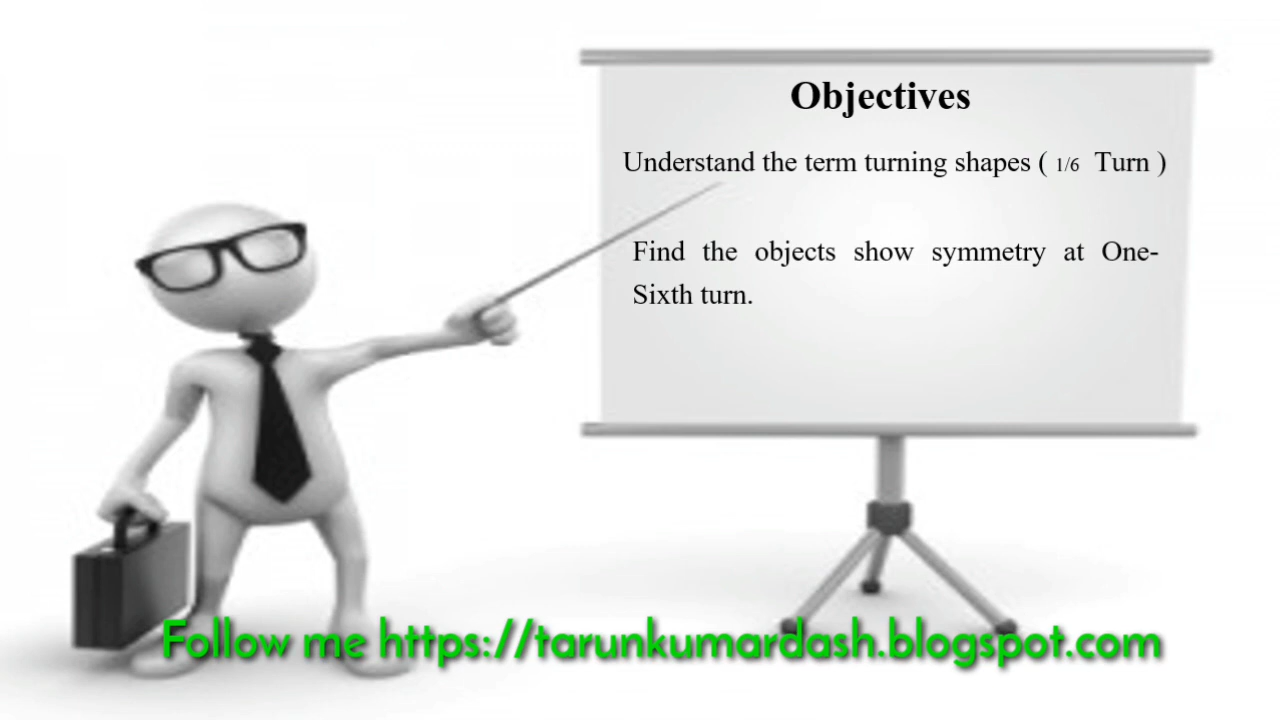 Objectives
Understand the term turning shapes ( 1/6 Turn )
Find the objects show symmetry at One-
Sixth turn.
Follow me https://tarunkumardash.blogspot.com